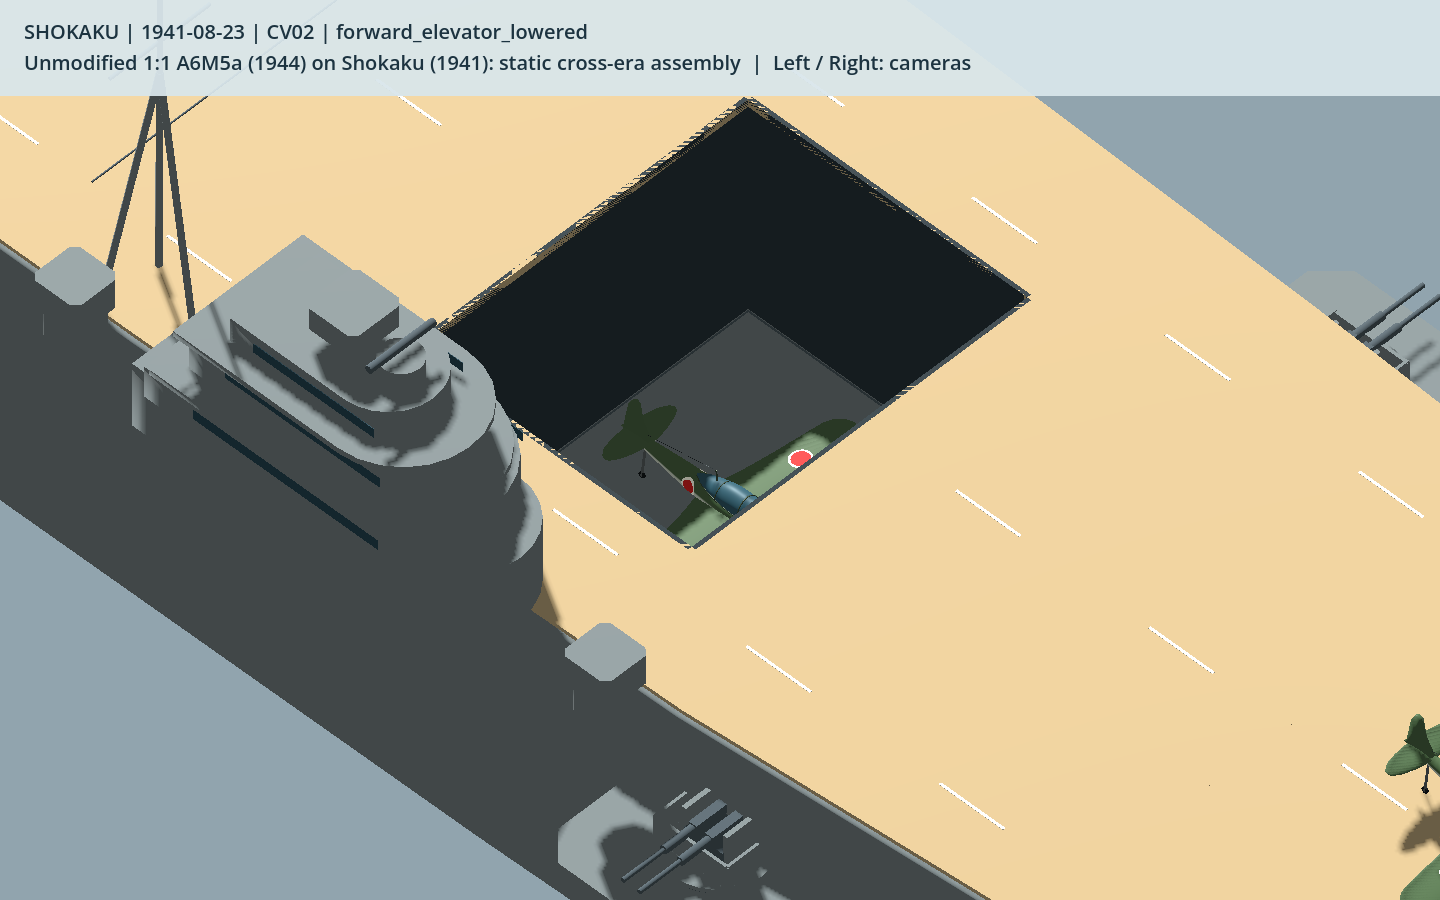 SHOKAKU | 1941-08-23 | CV02 | forward_elevator_lowered
Unmodified 1:1 A6M5a (1944) on Shokaku (1941): static cross-era assembly | Left / Right: cameras